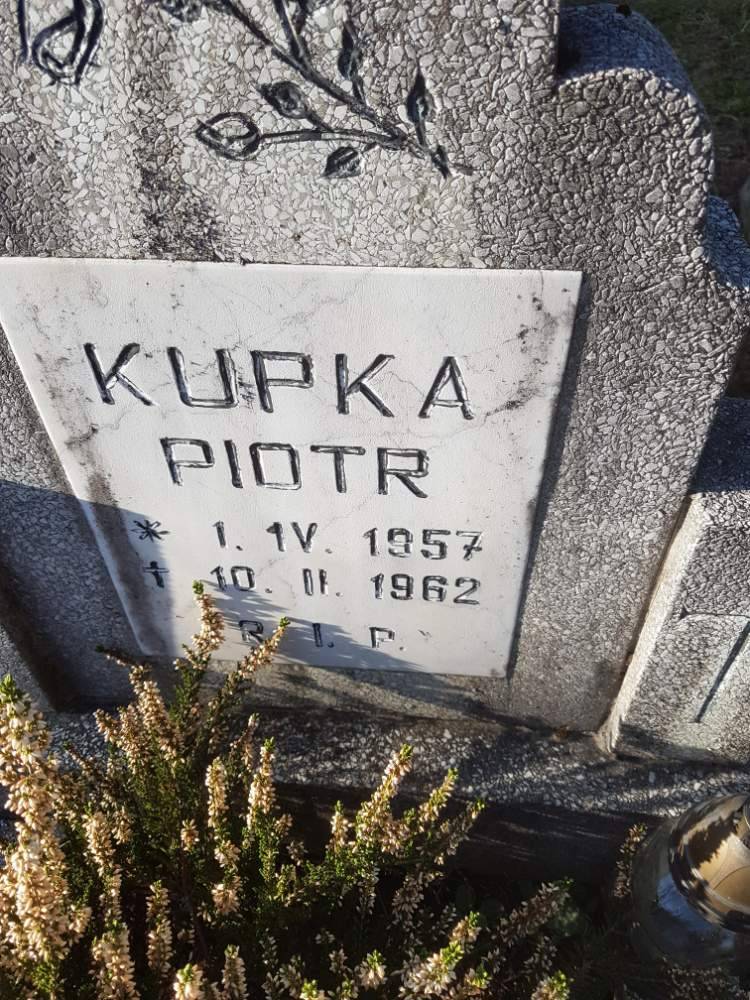 KUPKA
PIOTR
* 1. IV. 1957
† 10. II. 1962
R. I. P.